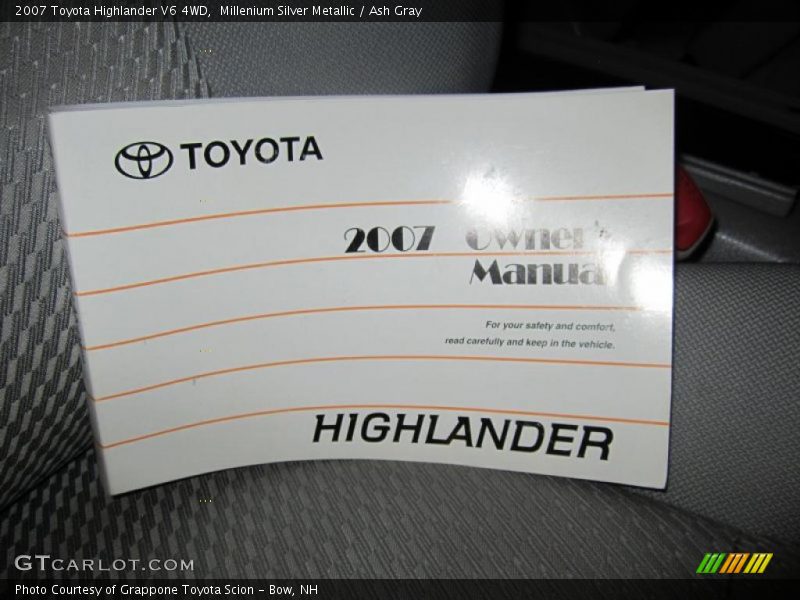 2007 Toyota Highlander V6 4WD,  Millenium Silver Metallic / Ash Gray
TOYOTA
2007 Owner's
Manual
For your safety and comfort,
read carefully and keep in the vehicle.
HIGHLANDER
GTCARLOT.COM
Photo Courtesy of Grappone Toyota Scion – Bow, NH